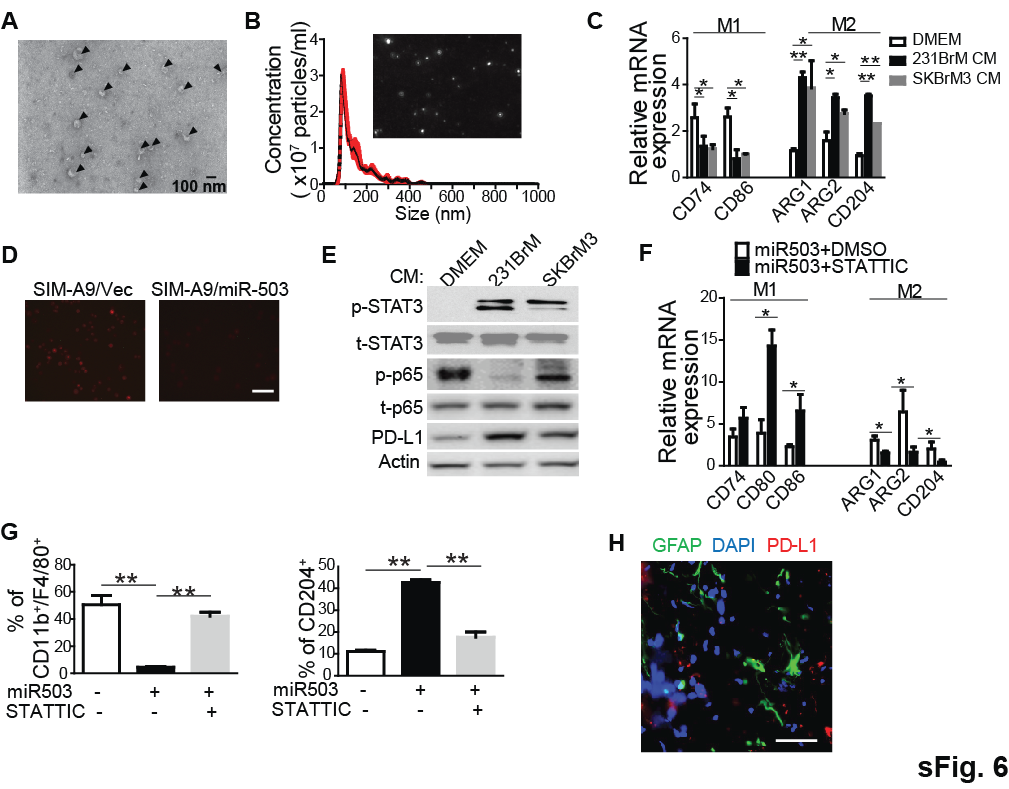 A
100 nm
B
Concentration
( x10⁷ particles/ml)
4
3
2
1
0
0 200 400 600 800 1000
Size (nm)
C
M1 M2
DMEM
231BrM CM
SKBrM3 CM
Relative mRNA
expression
6
4
2
0
* * * *
** * * * * ** **
CD74 CD86 ARG1 ARG2 CD204
D
SIM-A9/Vec SIM-A9/miR-503
E
CM: DMEM 231BrM SKBrM3
p-STAT3
t-STAT3
p-p65
t-p65
PD-L1
Actin
F
miR503+DMSO
miR503+STATTIC
M1 M2
Relative mRNA
expression
20
15
10
5
0
* * * * *
CD74 CD80 CD86 ARG1 ARG2 CD204
G
% of
CD11b⁺/F4/80⁺
80
60
40
20
0
** **
miR503 - + +
STATTIC - - +
% of CD204⁺
50
40
30
20
10
0
** **
miR503 - + +
STATTIC - - +
H
GFAP DAPI PD-L1
sFig. 6